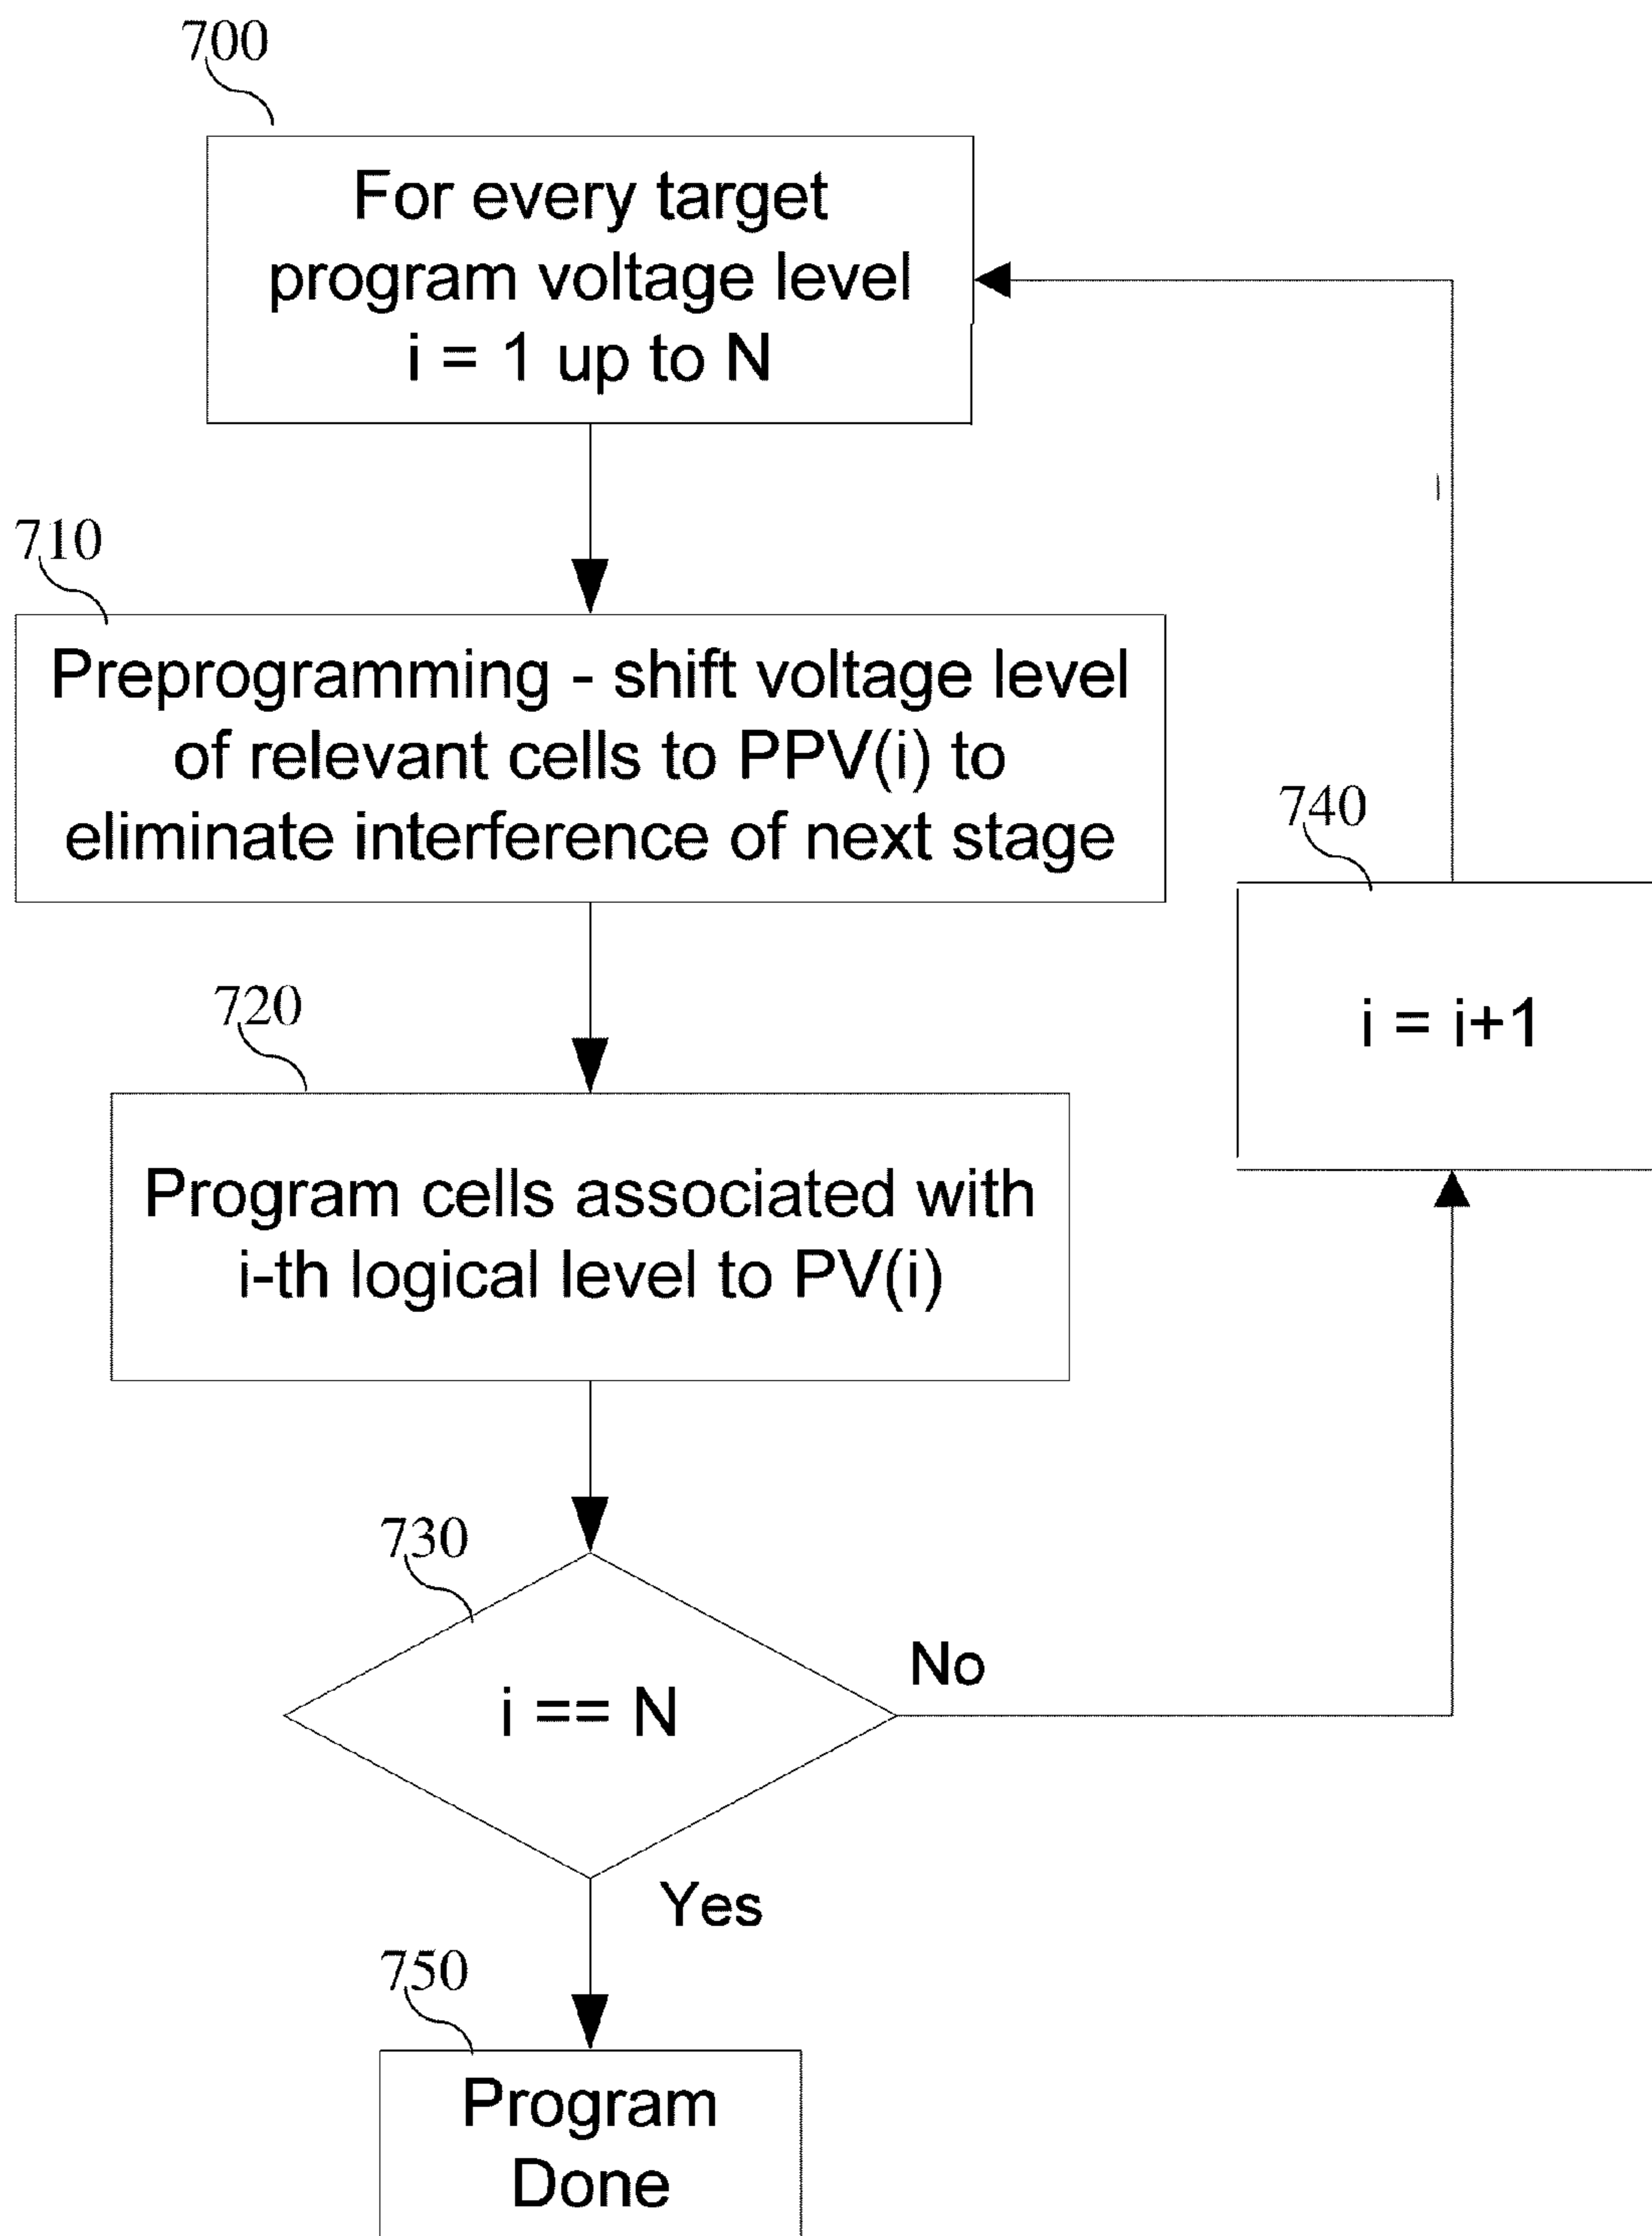 700
For every target
program voltage level
i = 1 up to N
710
Preprogramming - shift voltage level
of relevant cells to PPV(i) to
eliminate interference of next stage
740
i = i+1
720
Program cells associated with
i-th logical level to PV(i)
730
i == N
No
Yes
750
Program
Done